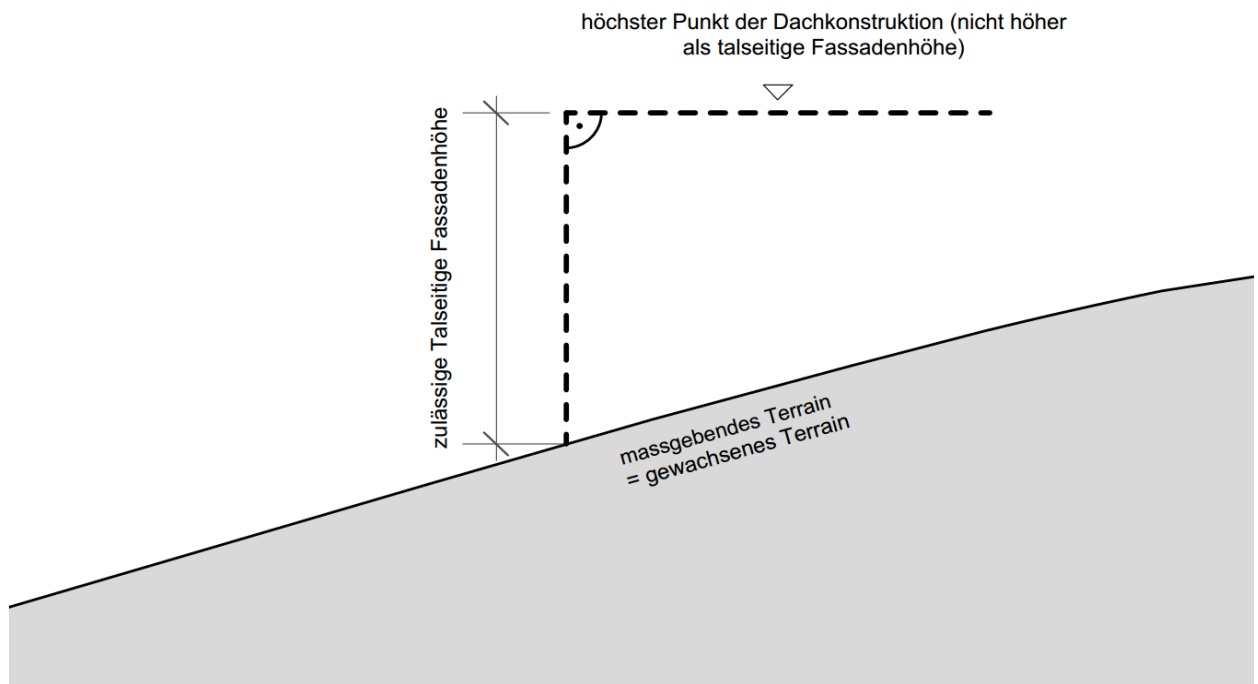 höchster Punkt der Dachkonstruktion (nicht höher
als talseitige Fassadenhöhe)
zulässige Talseitige Fassadenhöhe
massgebendes Terrain
= gewachsenes Terrain